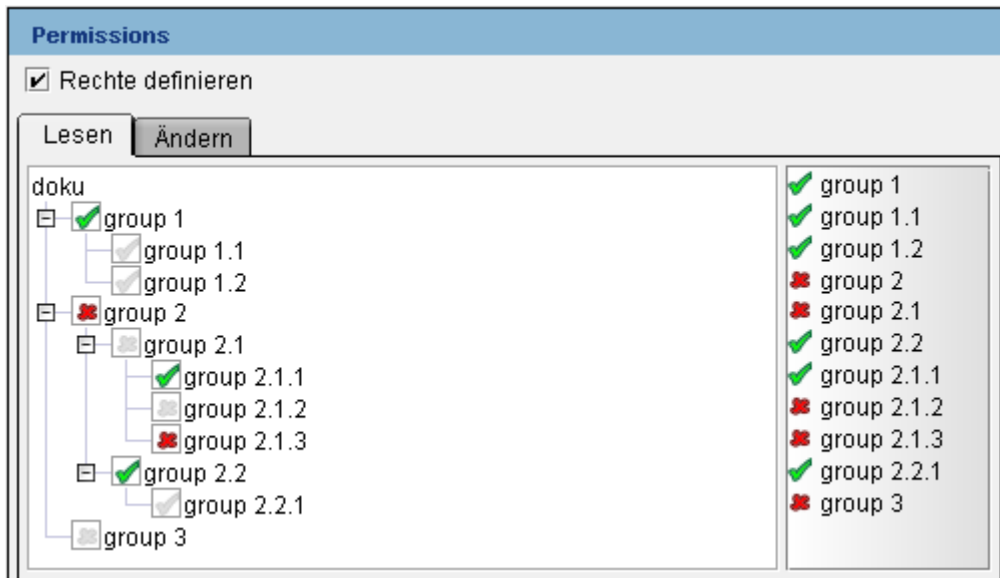 Permissions
Rechte definieren
Lesen
Ändern
doku
group 1
group 1.1
group 1.2
group 2
group 2.1
group 2.1.1
group 2.1.2
group 2.1.3
group 2.2
group 2.2.1
group 3
group 1
group 1.1
group 1.2
group 2
group 2.1
group 2.2
group 2.1.1
group 2.1.2
group 2.1.3
group 2.2.1
group 3